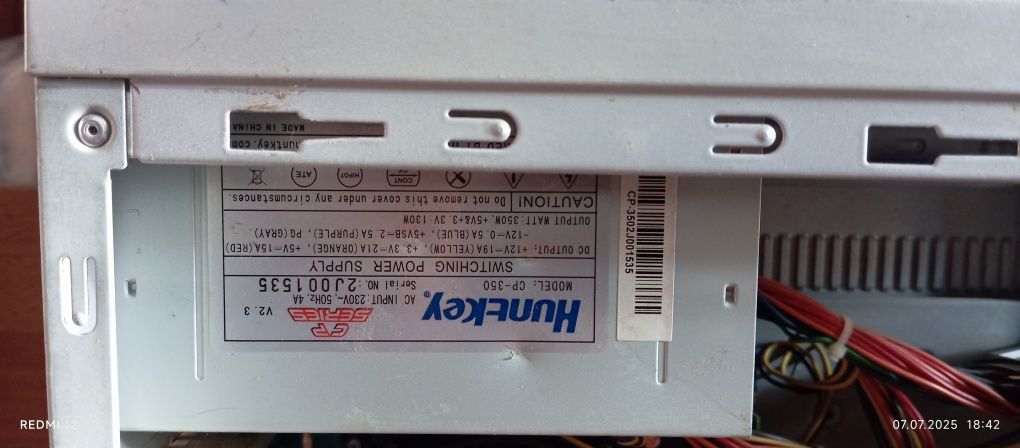 Huntkey®
CP
SERIES
V2.3
MODEL: CP-350
AC INPUT: 230V~ 50Hz, 4A
Serial NO.: 2J001535
SWITCHING POWER SUPPLY
DC OUTPUT: +12V⎓19A (YELLOW), +3.3V⎓21A (ORANGE), +5V⎓15A (RED)
-12V⎓0.5A (BLUE), +5VSB⎓2.5A (PURPLE), PG (GRAY).
OUTPUT WATT: 350W. +5V&3.3V: 130W
CAUTION! Do not remove this cover under any circumstances.
CONT
HIPOT
ATE
huntkey.com
MADE IN CHINA
CP-3502J001535
REDMI 12
07.07.2025 18:42